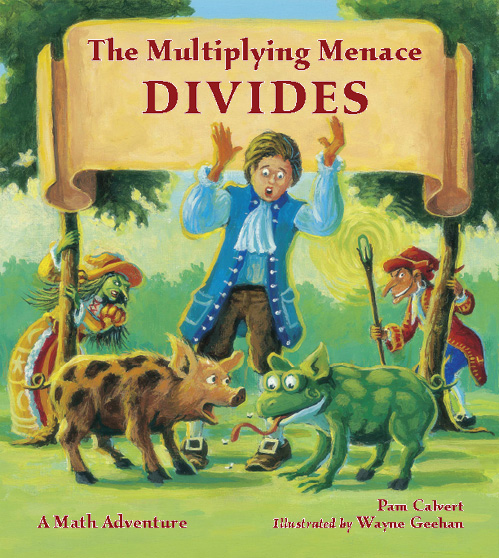 The Multiplying Menace
DIVIDES
Pam Calvert
A Math Adventure
Illustrated by Wayne Geehan